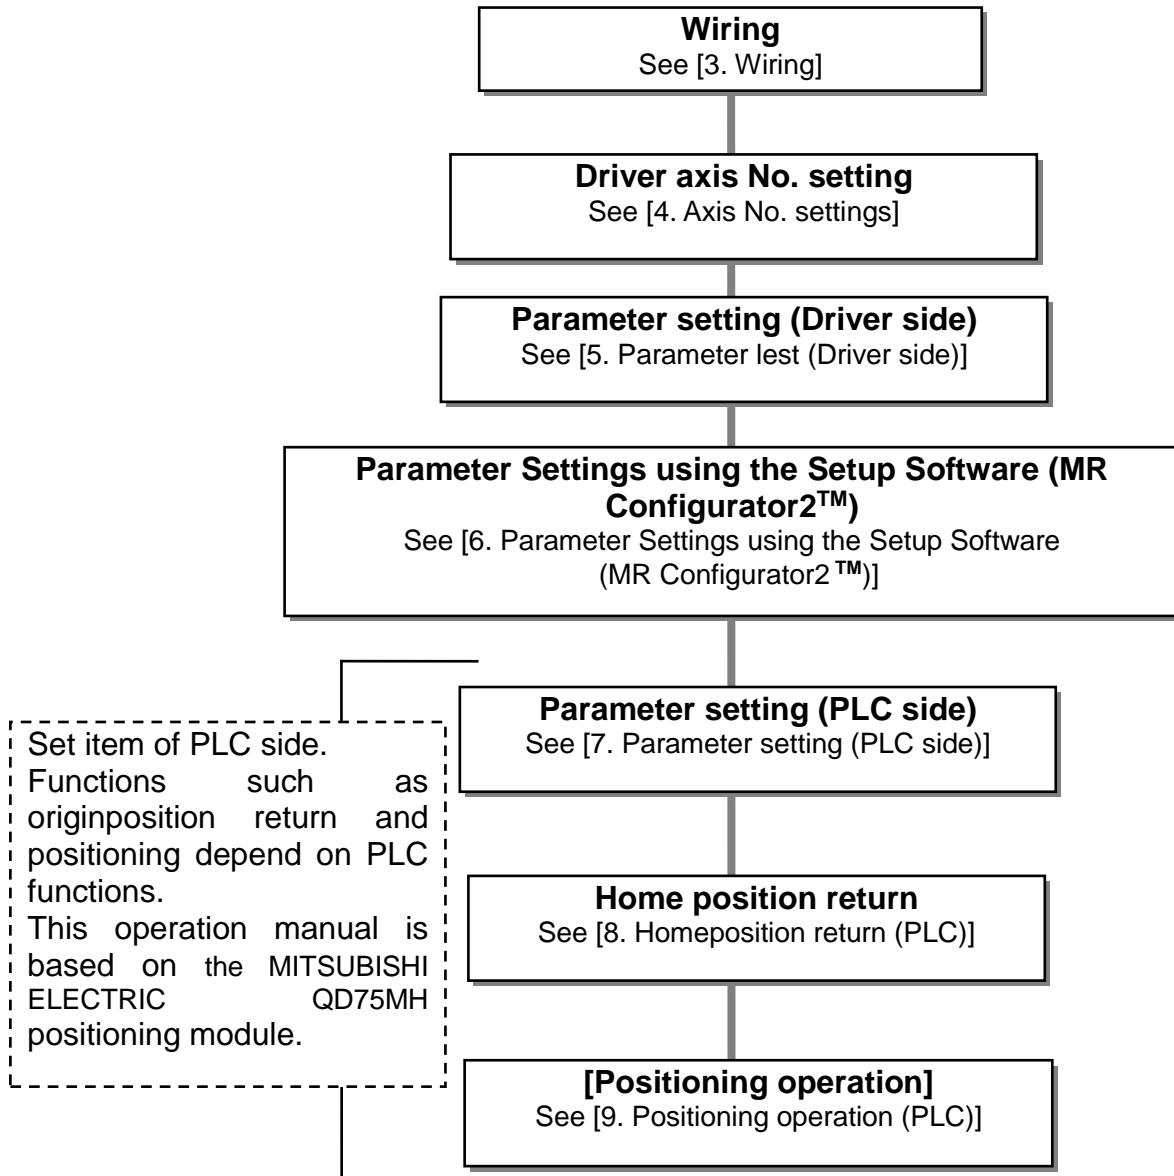 Wiring
See [3. Wiring]
Driver axis No. setting
See [4. Axis No. settings]
Parameter setting (Driver side)
See [5. Parameter lest (Driver side)]
Parameter Settings using the Setup Software (MR
Configurator2™)
See [6. Parameter Settings using the Setup Software
(MR Configurator2™)]
Parameter setting (PLC side)
See [7. Parameter setting (PLC side)]
Set item of PLC side.
Functions such as
originposition return and
positioning depend on PLC
functions.
This operation manual is
based on the MITSUBISHI
ELECTRIC QD75MH
positioning module.
Home position return
See [8. Homeposition return (PLC)]
[Positioning operation]
See [9. Positioning operation (PLC)]